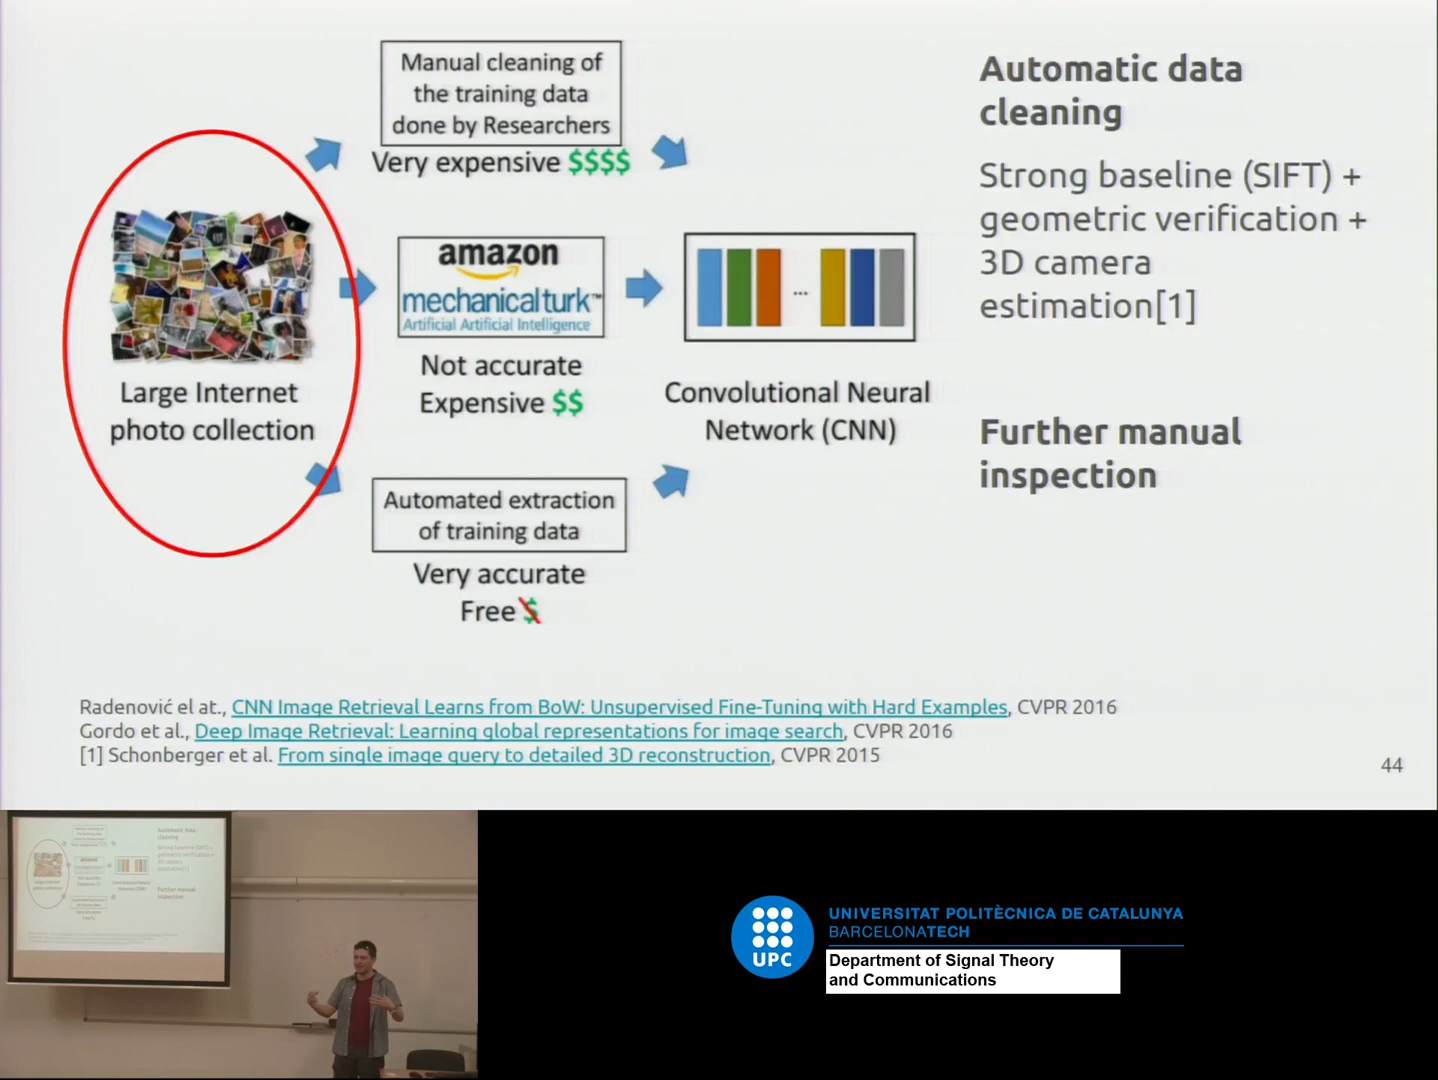 Manual cleaning of
the training data
done by Researchers
Very expensive $$$$
amazon
mechanicalturk™
Artificial Artificial Intelligence
Not accurate
Expensive $$
Large Internet
photo collection
...
Convolutional Neural
Network (CNN)
Automated extraction
of training data
Very accurate
Free $
Automatic data
cleaning
Strong baseline (SIFT) +
geometric verification +
3D camera
estimation[1]
Further manual
inspection
Radenović el at., CNN Image Retrieval Learns from BoW: Unsupervised Fine-Tuning with Hard Examples, CVPR 2016
Gordo et al., Deep Image Retrieval: Learning global representations for image search, CVPR 2016
[1] Schonberger et al. From single image query to detailed 3D reconstruction, CVPR 2015
44
UPC
UNIVERSITAT POLITÈCNICA DE CATALUNYA
BARCELONATECH
Department of Signal Theory
and Communications